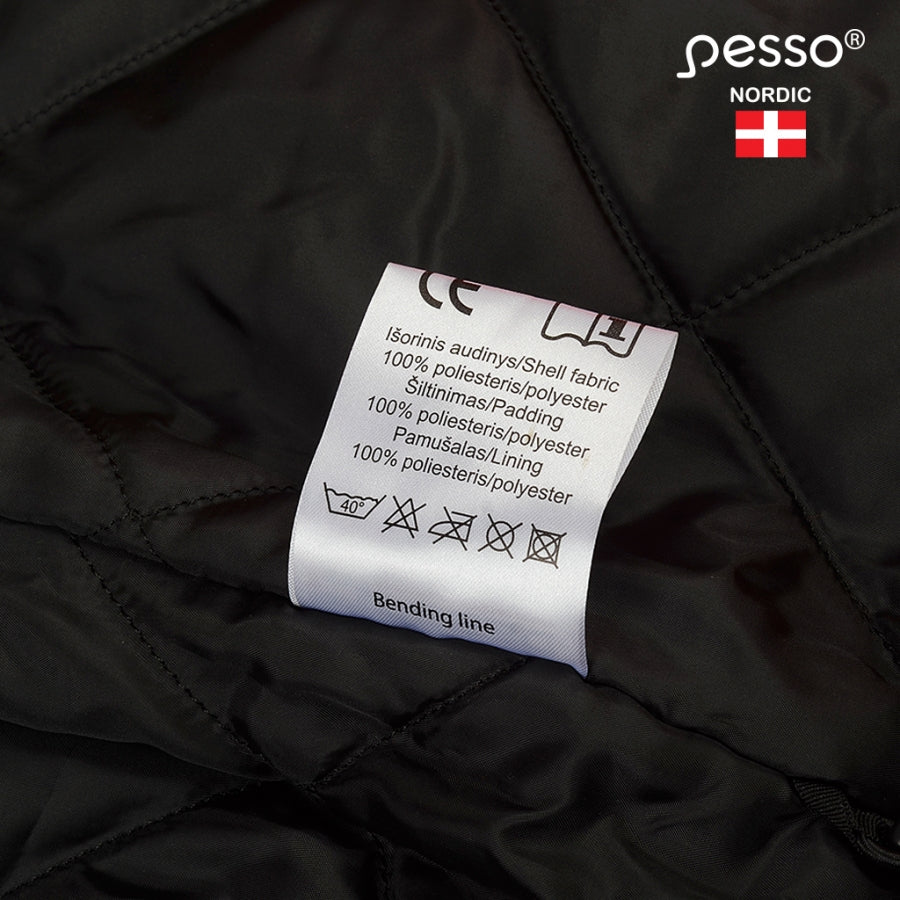 pesso®
NORDIC
CE
1
Išorinis audinys/Shell fabric
100% poliesteris/polyester
Šiltinimas/Padding
100% poliesteris/polyester
Pamušalas/Lining
100% poliesteris/polyester
40°
Bending line